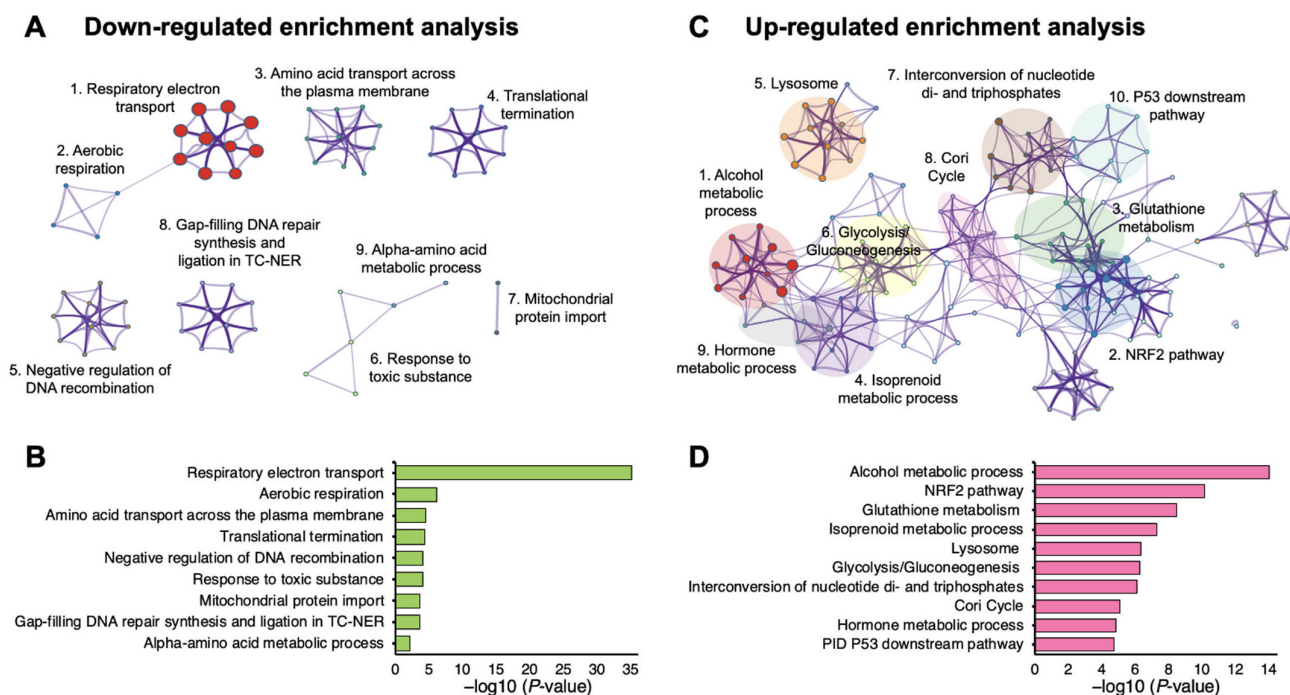 A Down-regulated enrichment analysis
1. Respiratory electron
transport
3. Amino acid transport across
the plasma membrane
4. Translational
termination
2. Aerobic
respiration
8. Gap-filling DNA repair
synthesis and
ligation in TC-NER
9. Alpha-amino acid
metabolic process
7. Mitochondrial
protein import
5. Negative regulation of
DNA recombination
6. Response to
toxic substance
B
Respiratory electron transport
Aerobic respiration
Amino acid transport across the plasma membrane
Translational termination
Negative regulation of DNA recombination
Response to toxic substance
Mitochondrial protein import
Gap-filling DNA repair synthesis and ligation in TC-NER
Alpha-amino acid metabolic process
0 5 10 15 20 25 30 35
–log10 (P-value)
C Up-regulated enrichment analysis
5. Lysosome
7. Interconversion of nucleotide
di- and triphosphates
10. P53 downstream
pathway
1. Alcohol
metabolic
process
8. Cori
Cycle
6. Glycolysis/
Gluconeogenesis
3. Glutathione
metabolism
9. Hormone
metabolic process
4. Isoprenoid
metabolic process
2. NRF2 pathway
D
Alcohol metabolic process
NRF2 pathway
Glutathione metabolism
Isoprenoid metabolic process
Lysosome
Glycolysis/Gluconeogenesis
Interconversion of nucleotide di- and triphosphates
Cori Cycle
Hormone metabolic process
PID P53 downstream pathway
0 2 4 6 8 10 12 14
–log10 (P-value)